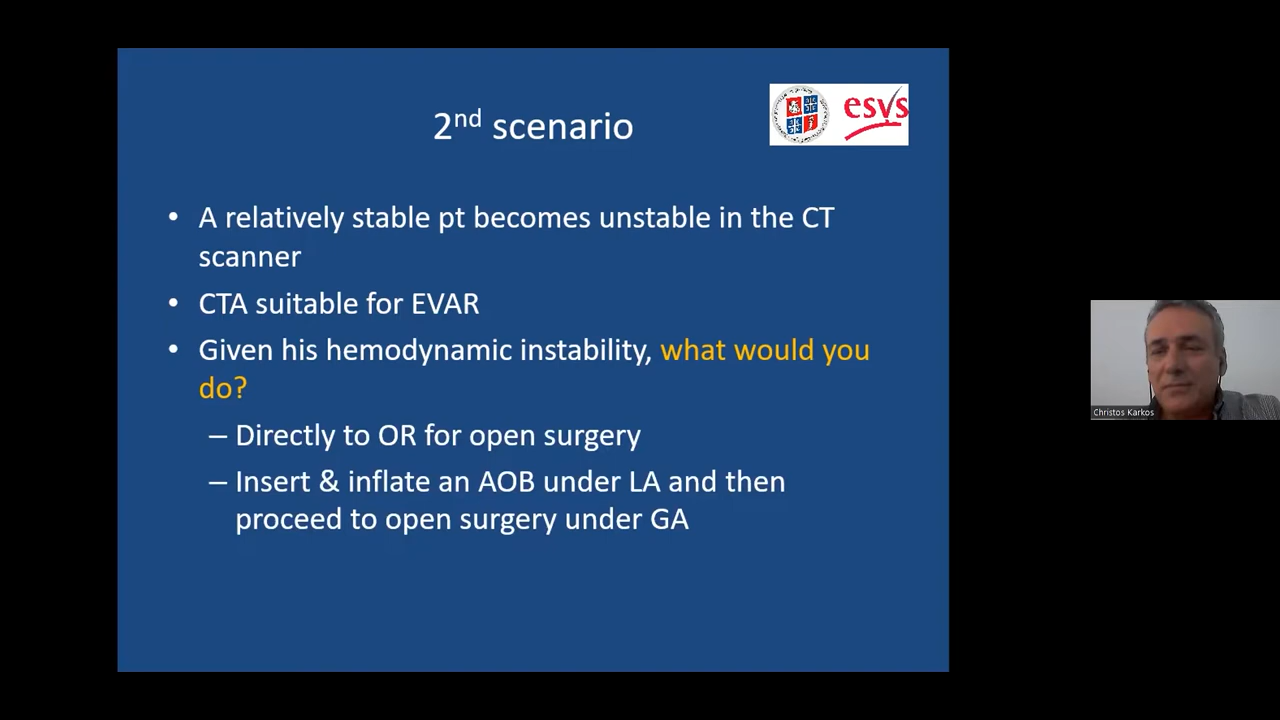 2nd scenario
esvs
• A relatively stable pt becomes unstable in the CT
scanner
• CTA suitable for EVAR
• Given his hemodynamic instability, what would you
do?
– Directly to OR for open surgery
– Insert & inflate an AOB under LA and then
proceed to open surgery under GA
Christos Karkos